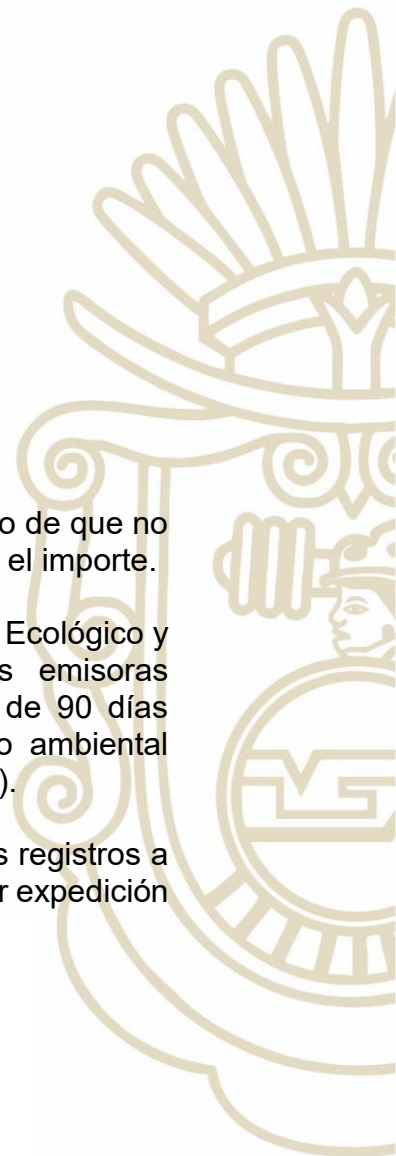 o de que no
el importe.
Ecológico y
s emisoras
de 90 días
o ambiental
).
s registros a
r expedición